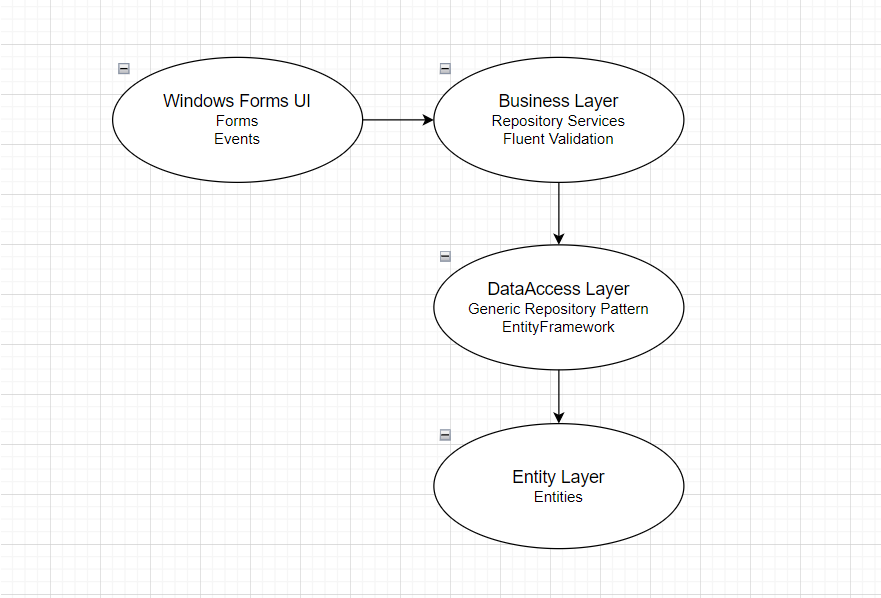 Windows Forms UI
Forms
Events
Business Layer
Repository Services
Fluent Validation
DataAccess Layer
Generic Repository Pattern
EntityFramework
Entity Layer
Entities